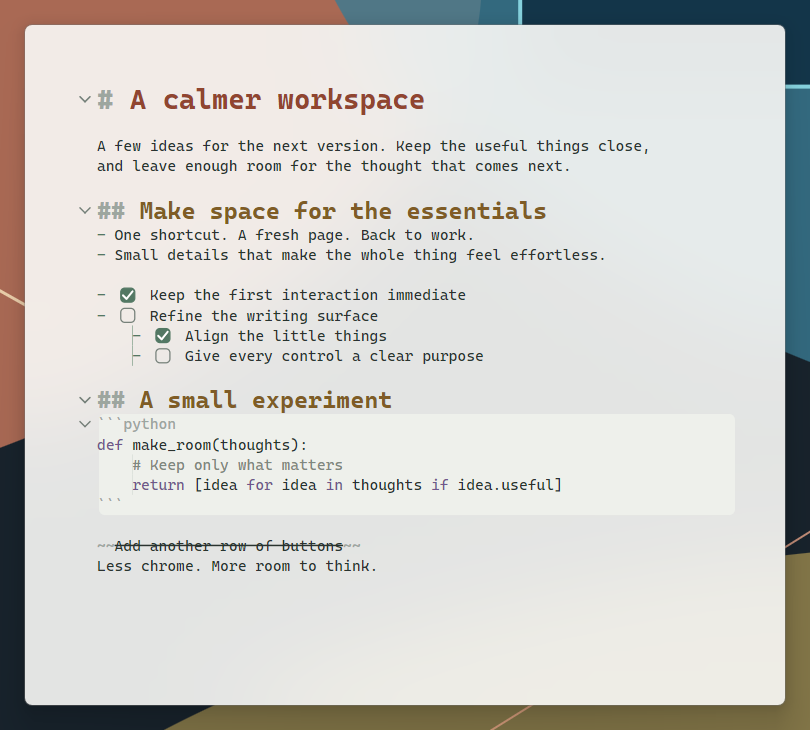 # A calmer workspace
A few ideas for the next version. Keep the useful things close,
and leave enough room for the thought that comes next.
## Make space for the essentials
- One shortcut. A fresh page. Back to work.
- Small details that make the whole thing feel effortless.
- Keep the first interaction immediate
- Refine the writing surface
- Align the little things
- Give every control a clear purpose
## A small experiment
```python
def make_room(thoughts):
    # Keep only what matters
    return [idea for idea in thoughts if idea.useful]
```
~~Add another row of buttons~~
Less chrome. More room to think.